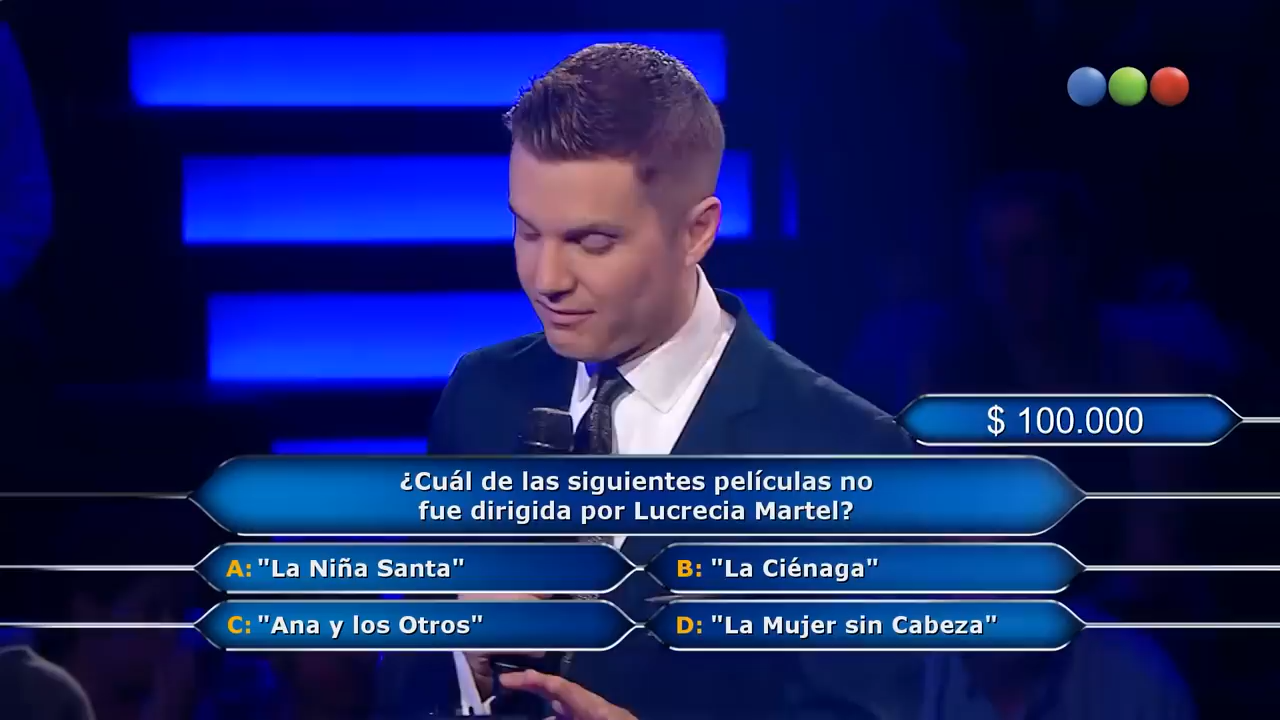 $ 100.000
¿Cuál de las siguientes películas no
fue dirigida por Lucrecia Martel?
A: "La Niña Santa"
B: "La Ciénaga"
C: "Ana y los Otros"
D: "La Mujer sin Cabeza"